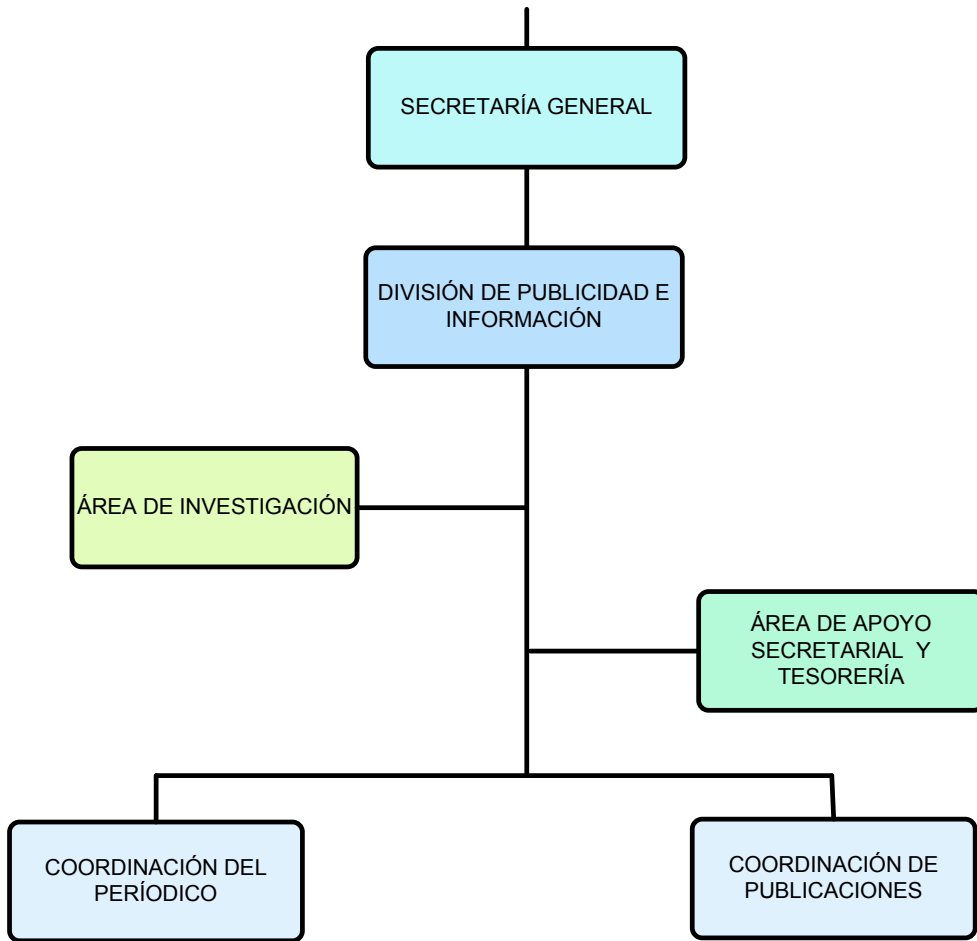 SECRETARÍA GENERAL
DIVISIÓN DE PUBLICIDAD E
INFORMACIÓN
ÁREA DE INVESTIGACIÓN
ÁREA DE APOYO
SECRETARIAL Y
TESORERÍA
COORDINACIÓN DEL
PERÍODICO
COORDINACIÓN DE
PUBLICACIONES